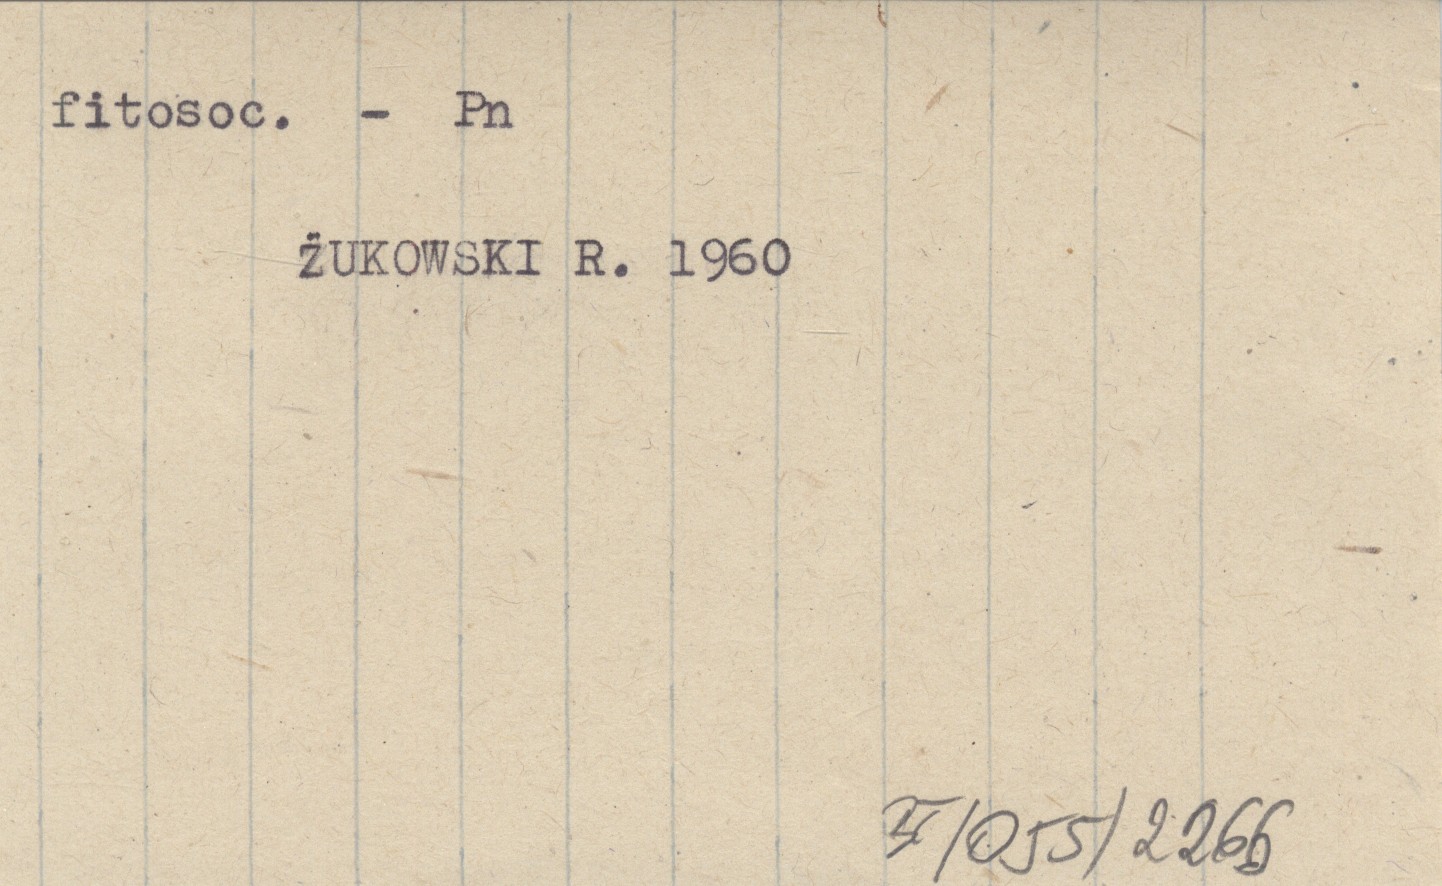 fitosoc. - Pn
ŻUKOWSKI R. 1960
/055/2266